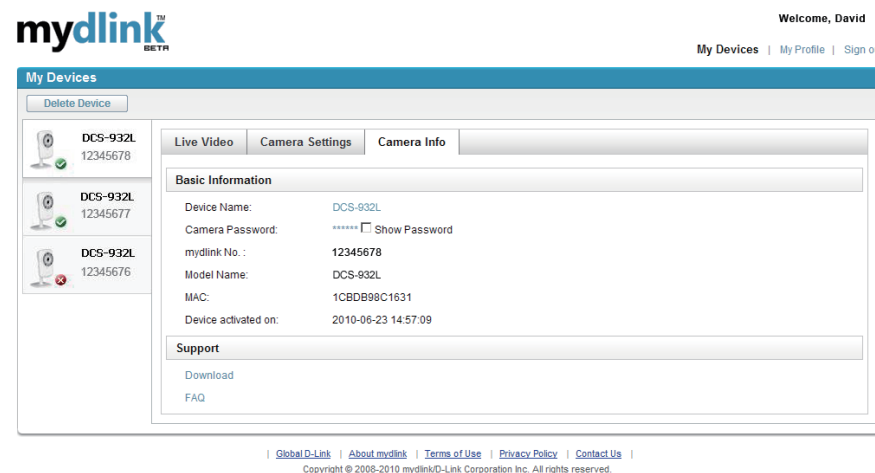 mydlink™
BETA
Welcome, David
My Devices | My Profile | Sign o
My Devices
Delete Device
DCS-932L
12345678
DCS-932L
12345677
DCS-932L
12345676
Live Video Camera Settings Camera Info
Basic Information
Device Name: DCS-932L
Camera Password: ****** Show Password
mydlink No. : 12345678
Model Name: DCS-932L
MAC: 1CBDB98C1631
Device activated on: 2010-06-23 14:57:09
Support
Download
FAQ
| Global D-Link | About mydlink | Terms of Use | Privacy Policy | Contact Us |
Copyright © 2008-2010 mydlink/D-Link Corporation Inc. All rights reserved.